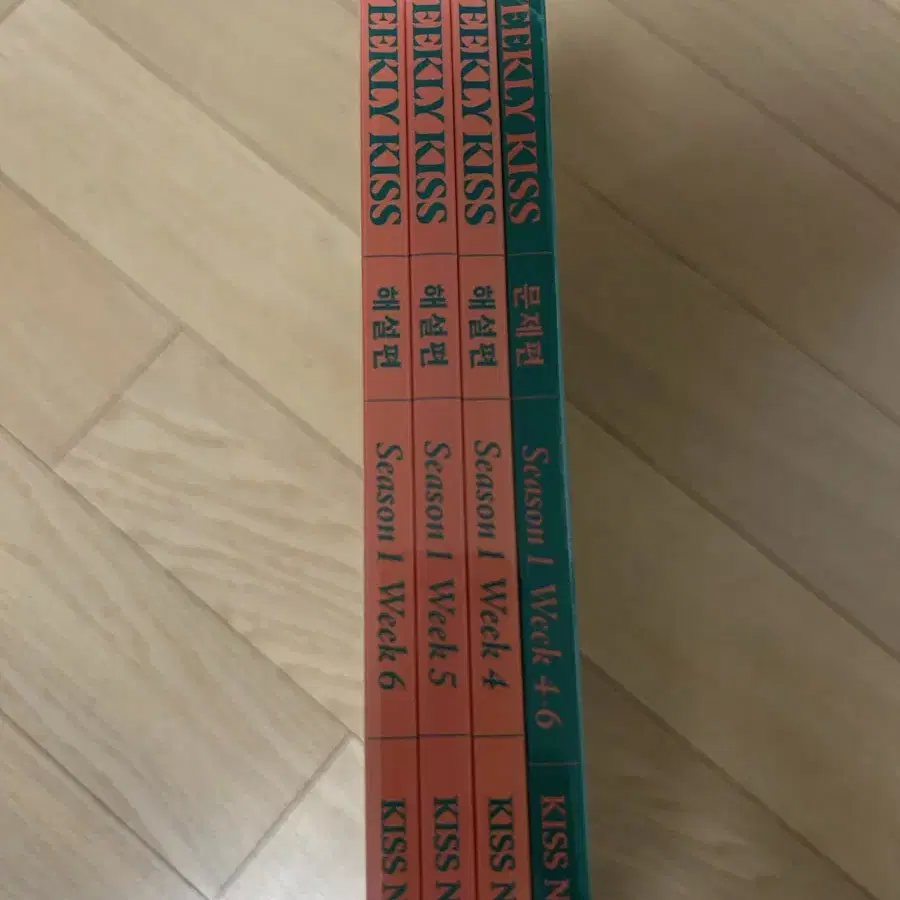 EEKLY KISS 해설편 Season 1 Week 6 KISS N
EEKLY KISS 해설편 Season 1 Week 5 KISS N
EEKLY KISS 해설편 Season 1 Week 4 KISS N
EEKLY KISS 문제편 Season 1 Week 4-6 KISS N